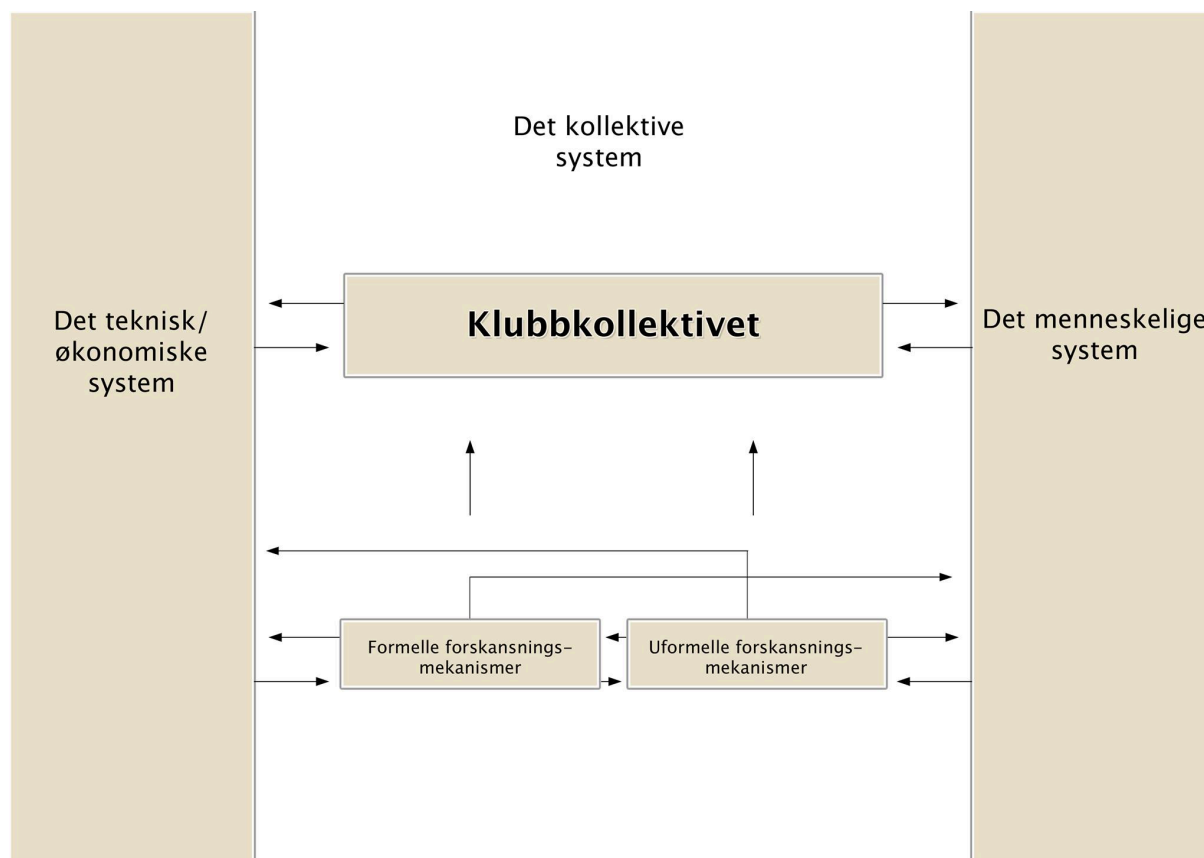 Det kollektive
system
Det teknisk/
økonomiske
system
Klubbkollektivet
Det menneskelige
system
Formelle forskansnings-
mekanismer
Uformelle forskansnings-
mekanismer